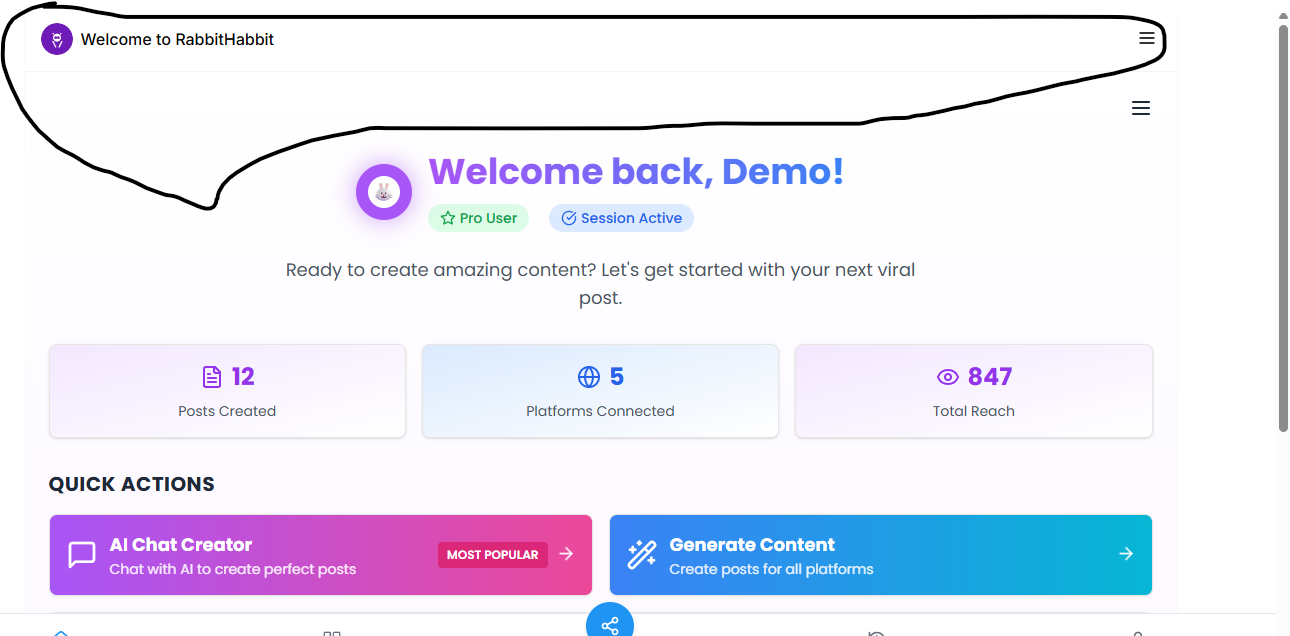 Welcome to RabbitHabbit
Welcome back, Demo!
Pro User
Session Active
Ready to create amazing content? Let's get started with your next viral
post.
12
Posts Created
5
Platforms Connected
847
Total Reach
QUICK ACTIONS
AI Chat Creator
Chat with AI to create perfect posts
MOST POPULAR
Generate Content
Create posts for all platforms